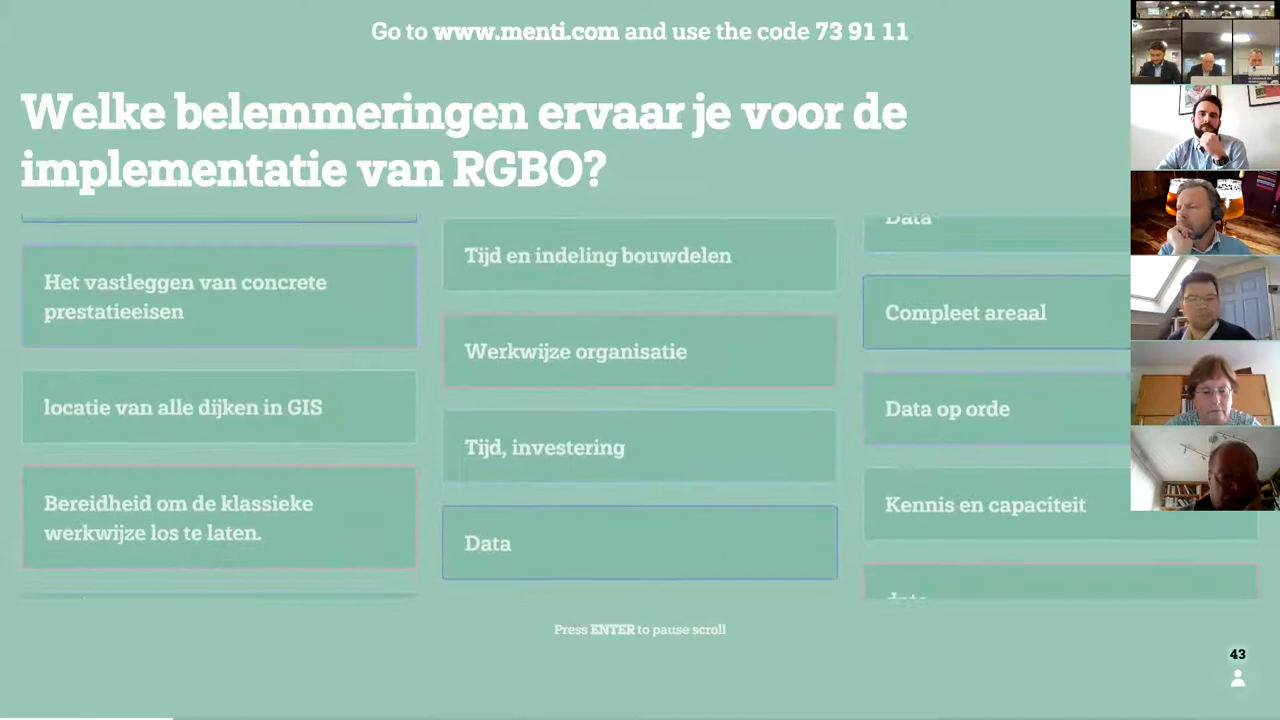 Go to www.menti.com and use the code 73 91 11
Welke belemmeringen ervaar je voor de
implementatie van RGBO?
Het vastleggen van concrete
prestatieeisen
locatie van alle dijken in GIS
Bereidheid om de klassieke
werkwijze los te laten.
Tijd en indeling bouwdelen
Werkwijze organisatie
Tijd, investering
Data
Data
Compleet areaal
Data op orde
Kennis en capaciteit
data
Press ENTER to pause scroll
43